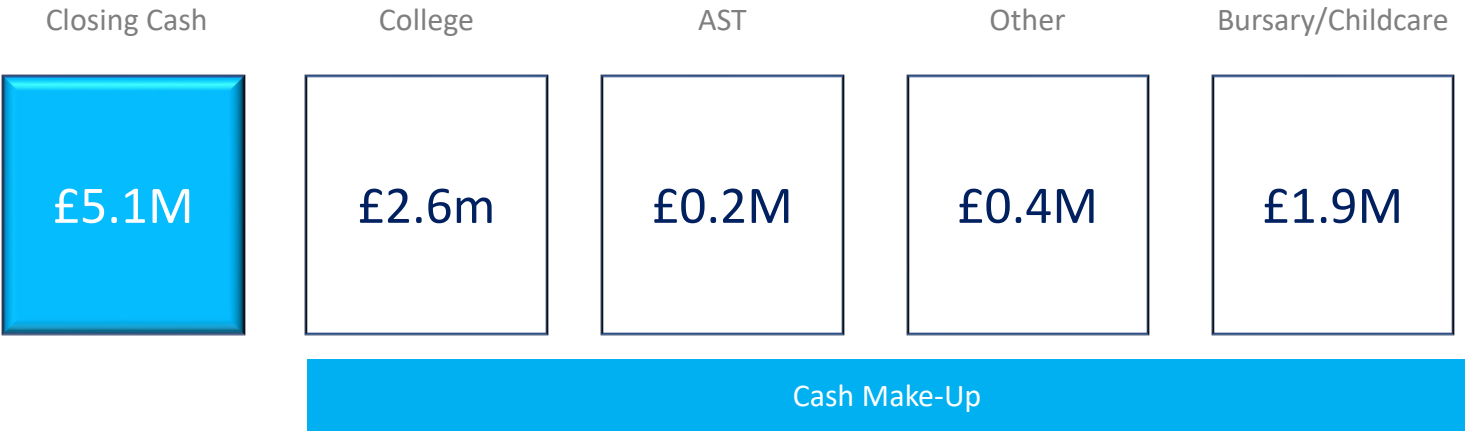 Closing Cash College AST Other Bursary/Childcare
£5.1M £2.6m £0.2M £0.4M £1.9M
Cash Make-Up